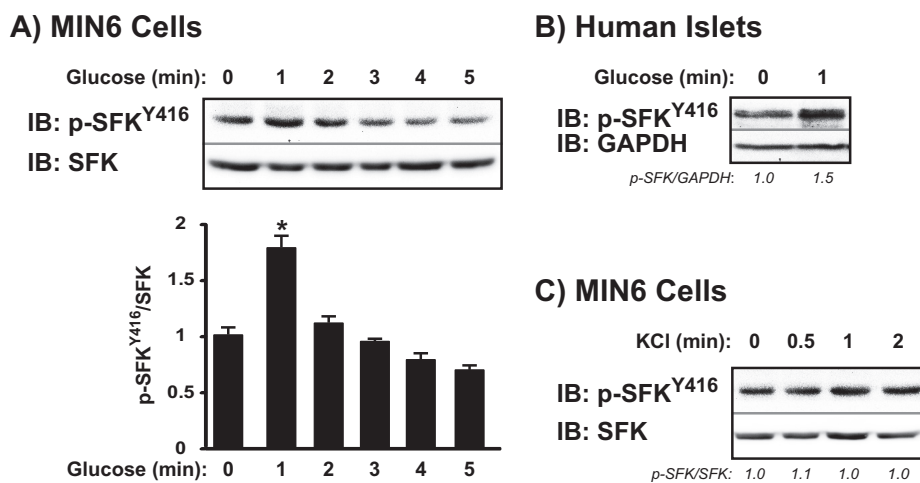 A) MIN6 Cells
Glucose (min): 0 1 2 3 4 5
IB: p-SFK^Y416
IB: SFK
2
*
1.5
1
0.5
0
p-SFK^Y416/SFK
Glucose (min): 0 1 2 3 4 5
B) Human Islets
Glucose (min): 0 1
IB: p-SFK^Y416
IB: GAPDH
p-SFK/GAPDH: 1.0 1.5
C) MIN6 Cells
KCl (min): 0 0.5 1 2
IB: p-SFK^Y416
IB: SFK
p-SFK/SFK: 1.0 1.1 1.0 1.0